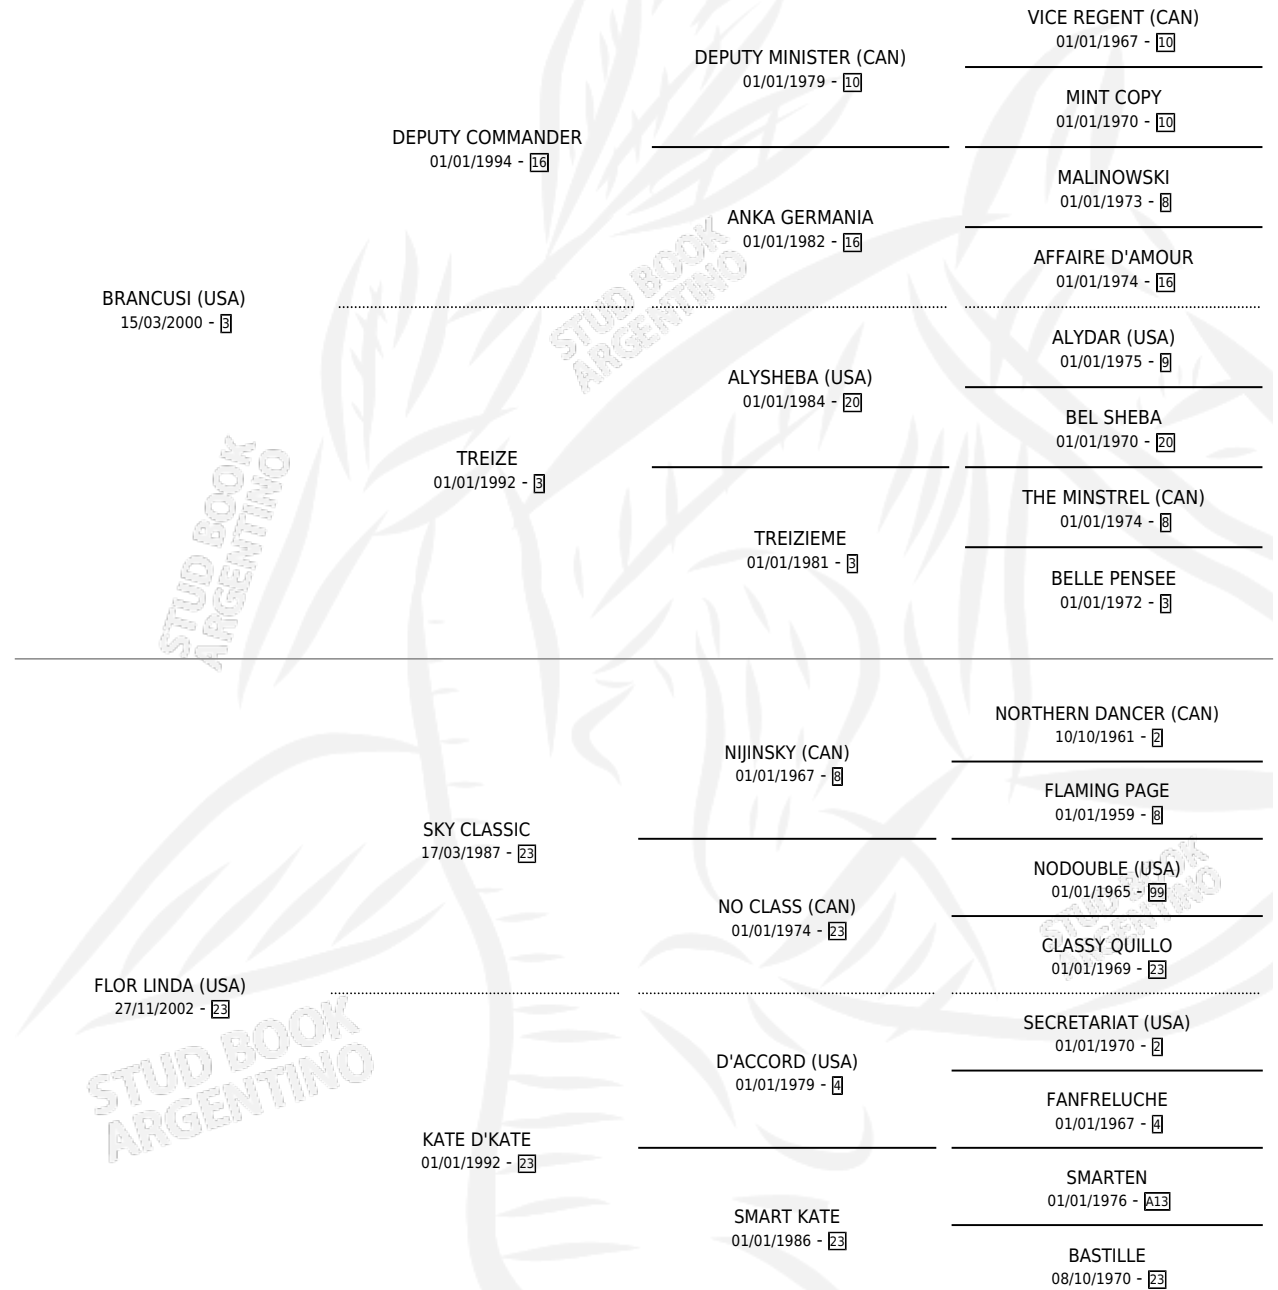 VICE REGENT (CAN)
01/01/1967 - 10
DEPUTY MINISTER (CAN)
01/01/1979 - 10
MINT COPY
01/01/1970 - 10
DEPUTY COMMANDER
01/01/1994 - 16
MALINOWSKI
01/01/1973 - 8
ANKA GERMANIA
01/01/1982 - 16
AFFAIRE D'AMOUR
01/01/1974 - 16
BRANCUSI (USA)
15/03/2000 - 3
ALYDAR (USA)
01/01/1975 - 9
ALYSHEBA (USA)
01/01/1984 - 20
BEL SHEBA
01/01/1970 - 20
TREIZE
01/01/1992 - 3
THE MINSTREL (CAN)
01/01/1974 - 8
TREIZIEME
01/01/1981 - 3
BELLE PENSEE
01/01/1972 - 3
NORTHERN DANCER (CAN)
10/10/1961 - 2
NIJINSKY (CAN)
01/01/1967 - 8
FLAMING PAGE
01/01/1959 - 8
SKY CLASSIC
17/03/1987 - 23
NODOUBLE (USA)
01/01/1965 - 99
NO CLASS (CAN)
01/01/1974 - 23
CLASSY QUILLO
01/01/1969 - 23
FLOR LINDA (USA)
27/11/2002 - 23
SECRETARIAT (USA)
01/01/1970 - 2
D'ACCORD (USA)
01/01/1979 - 4
FANFRELUCHE
01/01/1967 - 4
KATE D'KATE
01/01/1992 - 23
SMARTEN
01/01/1976 - A13
SMART KATE
01/01/1986 - 23
BASTILLE
08/10/1970 - 23
STUD BOOK
ARGENTINO
STUD BOOK
ARGENTINO
STUD BOOK
ARGENTINO
STUD BOOK
ARGENTINO